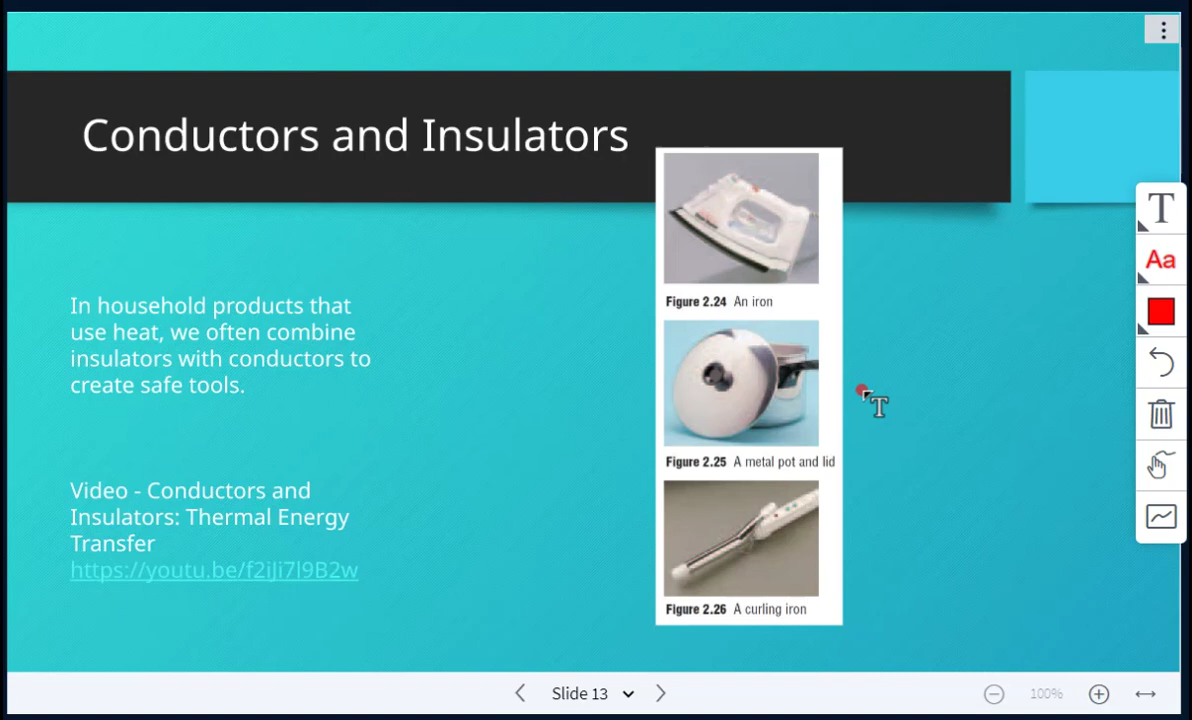 Conductors and Insulators
In household products that
use heat, we often combine
insulators with conductors to
create safe tools.
Video - Conductors and
Insulators: Thermal Energy
Transfer
https://youtu.be/f2iJi7l9B2w
Figure 2.24 An iron
Figure 2.25 A metal pot and lid
Figure 2.26 A curling iron
T
Aa
T
Slide 13
100%